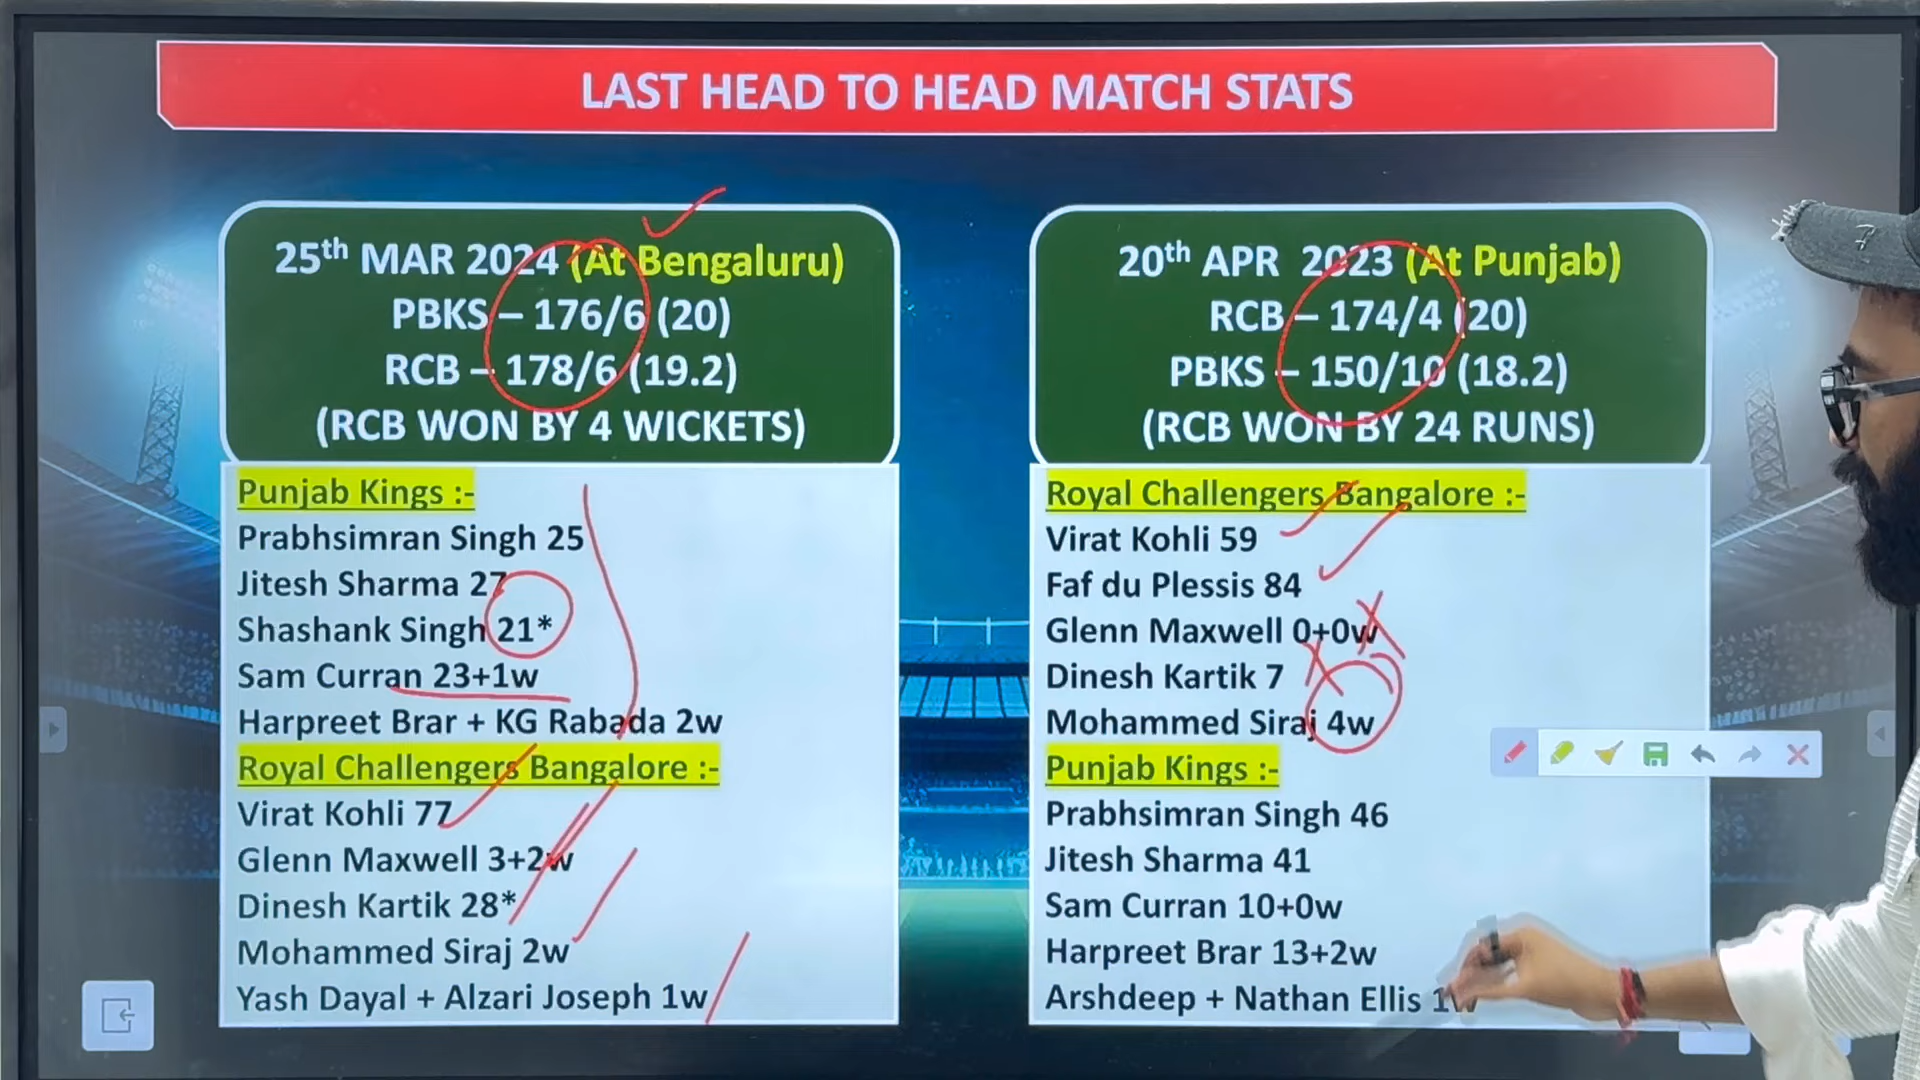 LAST HEAD TO HEAD MATCH STATS
25th MAR 2024 (At Bengaluru)
PBKS – 176/6 (20)
RCB – 178/6 (19.2)
(RCB WON BY 4 WICKETS)
Punjab Kings :-
Prabhsimran Singh 25
Jitesh Sharma 27
Shashank Singh 21*
Sam Curran 23+1w
Harpreet Brar + KG Rabada 2w
Royal Challengers Bangalore :-
Virat Kohli 77
Glenn Maxwell 3+2w
Dinesh Kartik 28*
Mohammed Siraj 2w
Yash Dayal + Alzari Joseph 1w
20th APR 2023 (At Punjab)
RCB – 174/4 (20)
PBKS – 150/10 (18.2)
(RCB WON BY 24 RUNS)
Royal Challengers Bangalore :-
Virat Kohli 59
Faf du Plessis 84
Glenn Maxwell 0+0w
Dinesh Kartik 7
Mohammed Siraj 4w
Punjab Kings :-
Prabhsimran Singh 46
Jitesh Sharma 41
Sam Curran 10+0w
Harpreet Brar 13+2w
Arshdeep + Nathan Ellis 1w